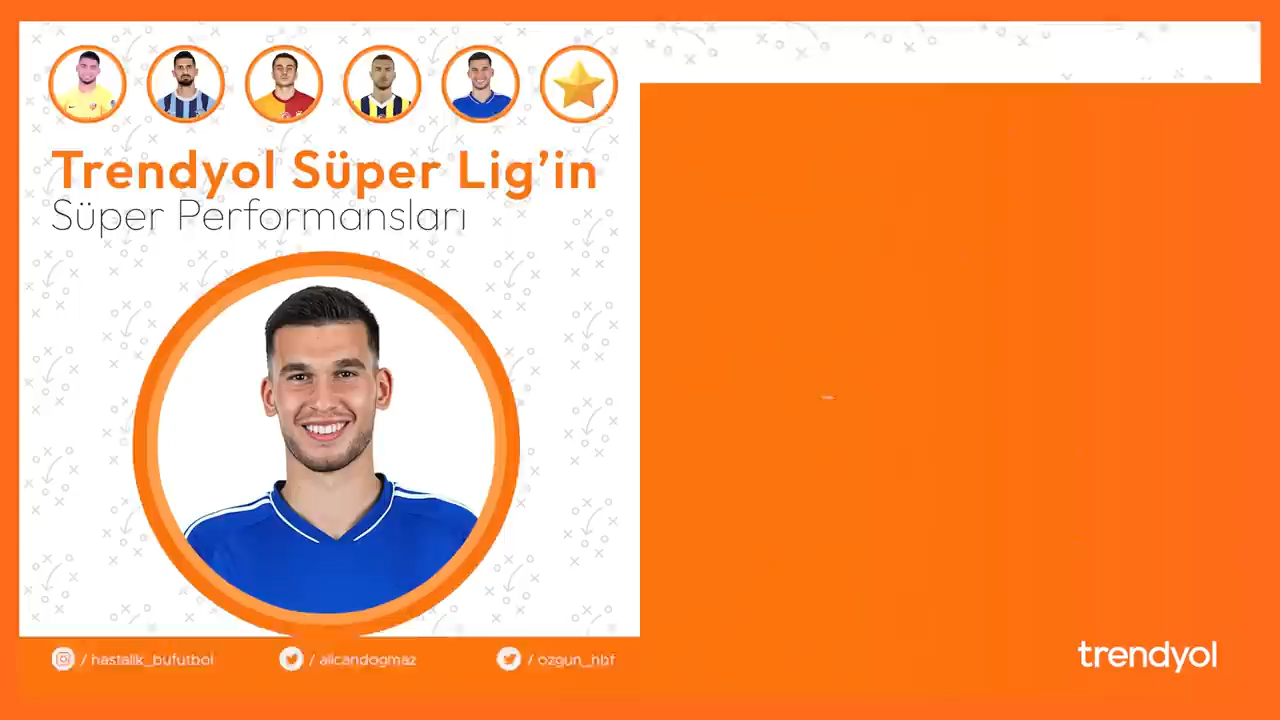 Trendyol Süper Lig’in
Süper Performansları
/ hastalik_bufutbol
/ alicandogmaz
/ ozgun_hbf
trendyol